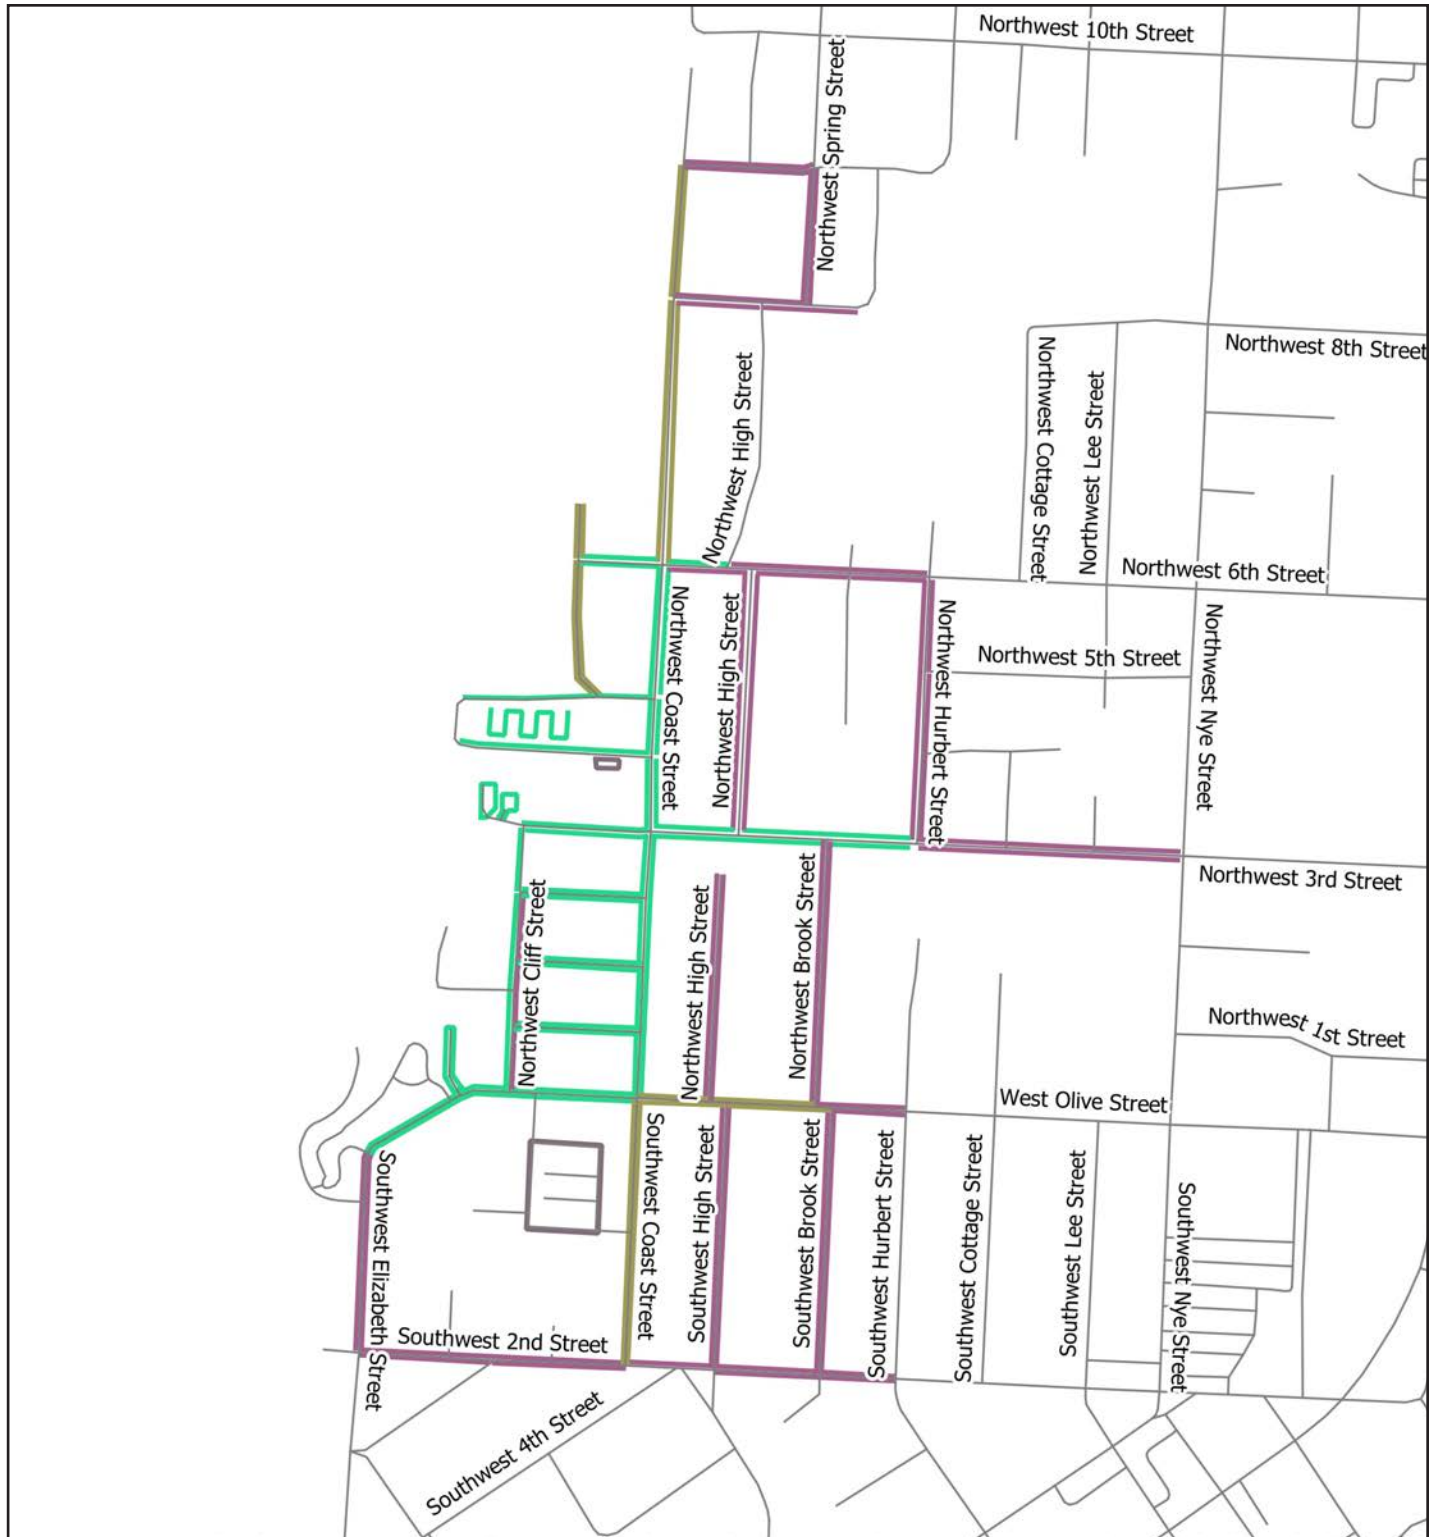 Northwest 10th Street
Northwest Spring Street
Northwest 8th Street
Northwest High Street
Northwest Cottage Street
Northwest Lee Street
Northwest 6th Street
Northwest Coast Street
Northwest High Street
Northwest Hurbert Street
Northwest 5th Street
Northwest Nye Street
Northwest 3rd Street
Northwest Cliff Street
Northwest High Street
Northwest Brook Street
Northwest 1st Street
West Olive Street
Southwest Elizabeth Street
Southwest Coast Street
Southwest High Street
Southwest Brook Street
Southwest Hurbert Street
Southwest Cottage Street
Southwest Lee Street
Southwest Nye Street
Southwest 2nd Street
Southwest 4th Street